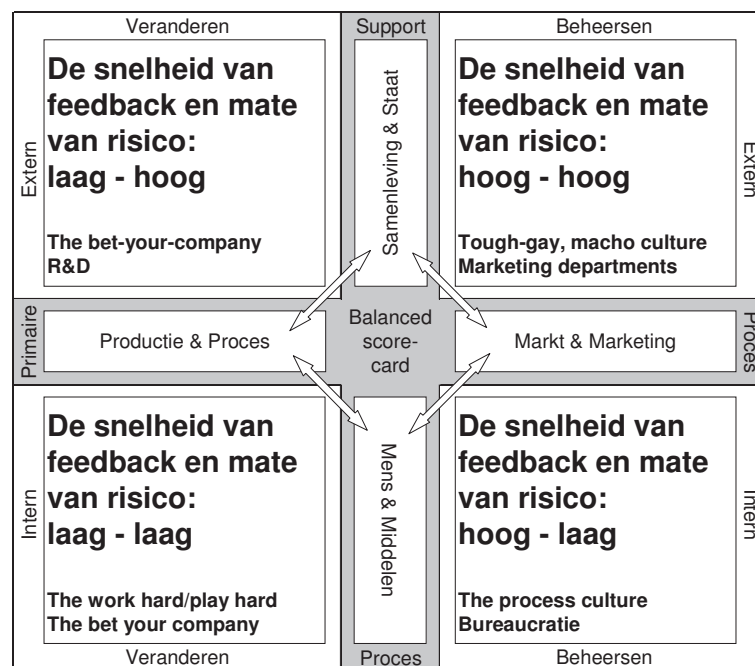 Veranderen
Support
Beheersen
Extern
De snelheid van
feedback en mate
van risico:
laag - hoog
The bet-your-company
R&D
Samenleving & Staat
De snelheid van
feedback en mate
van risico:
hoog - hoog
Tough-gay, macho culture
Marketing departments
Extern
Primaire
Productie & Proces
Balanced
score-
card
Markt & Marketing
Proces
Intern
De snelheid van
feedback en mate
van risico:
laag - laag
The work hard/play hard
The bet your company
Mens & Middelen
De snelheid van
feedback en mate
van risico:
hoog - laag
The process culture
Bureaucratie
Intern
Veranderen
Proces
Beheersen